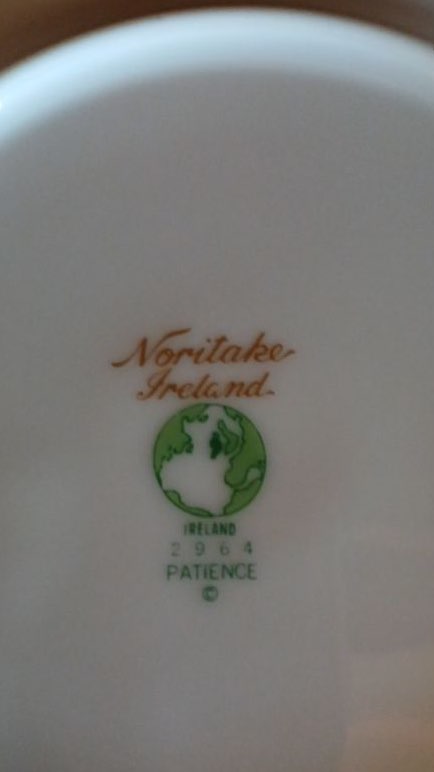 Noritake
Ireland
IRELAND
2964
PATIENCE
©